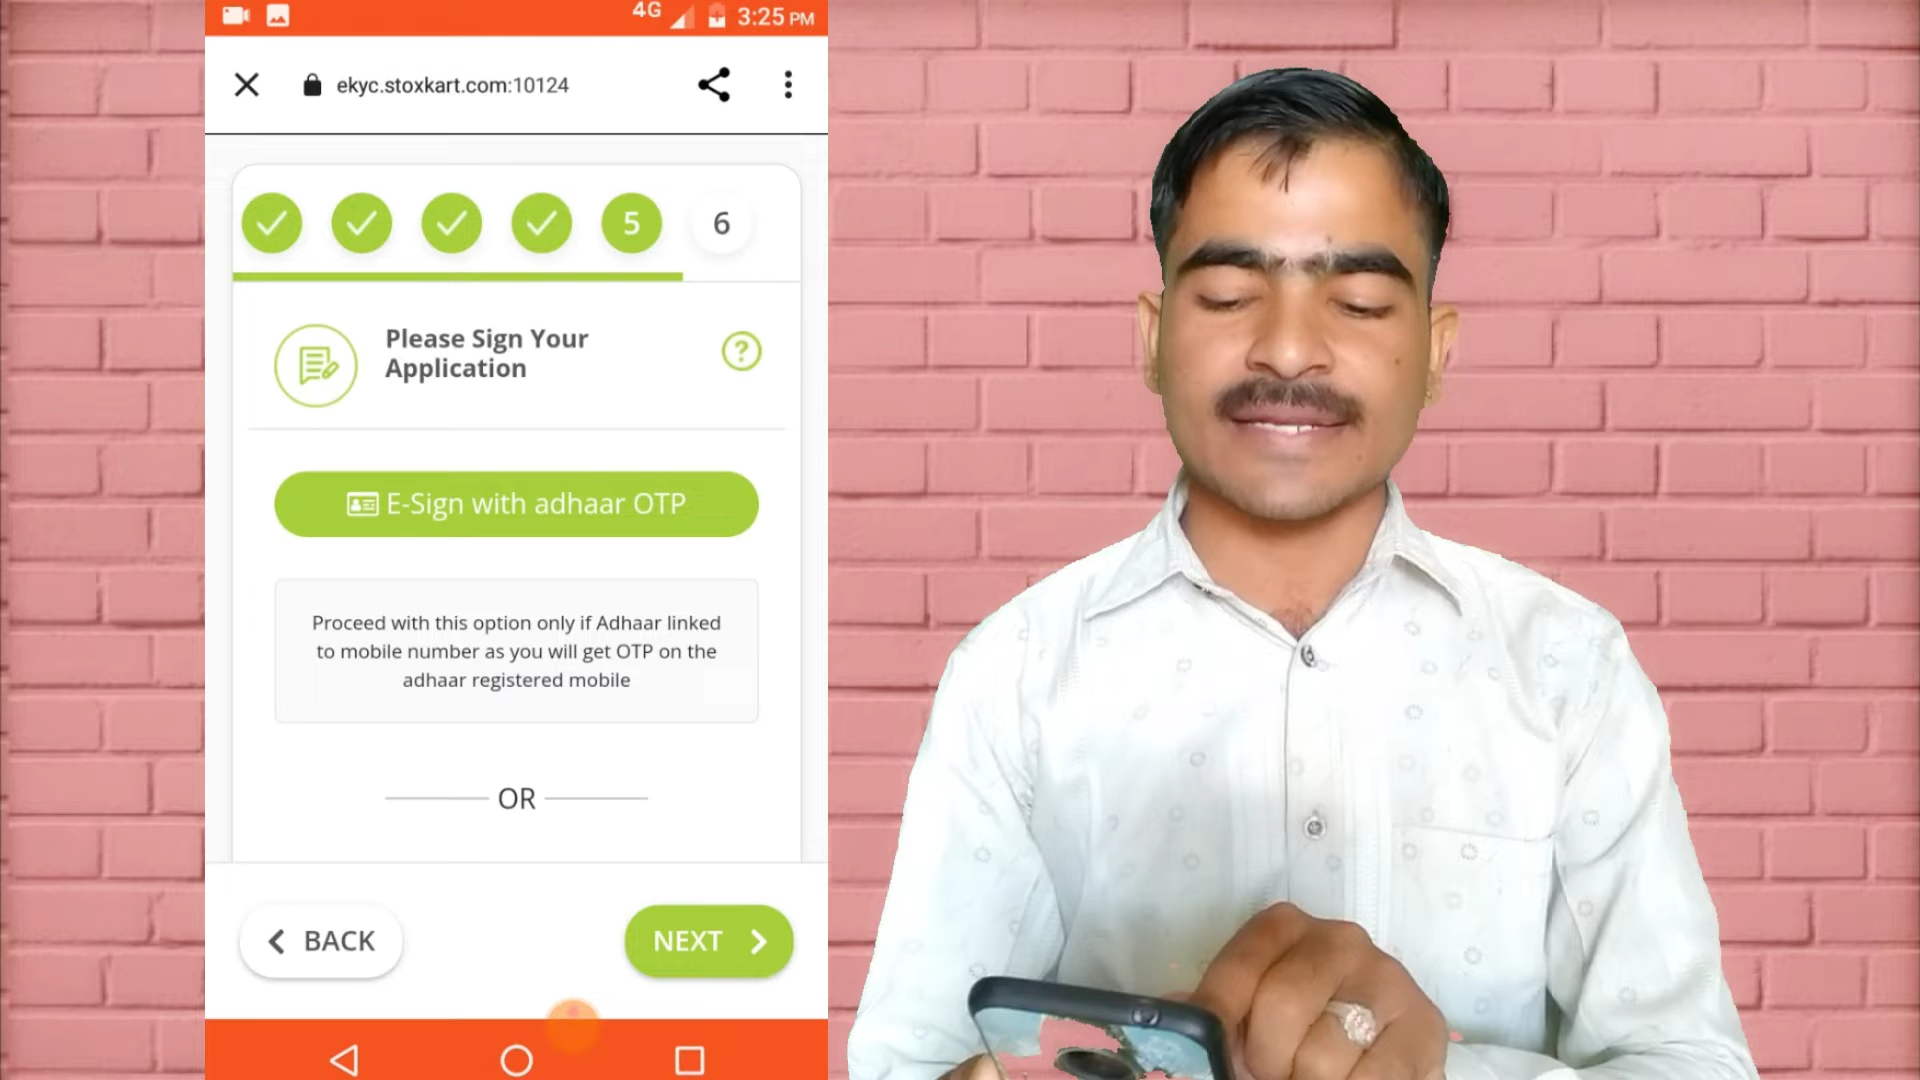 4G 3:25 PM
ekyc.stoxkart.com:10124
5 6
Please Sign Your
Application
?
E-Sign with adhaar OTP
Proceed with this option only if Adhaar linked
to mobile number as you will get OTP on the
adhaar registered mobile
OR
BACK NEXT